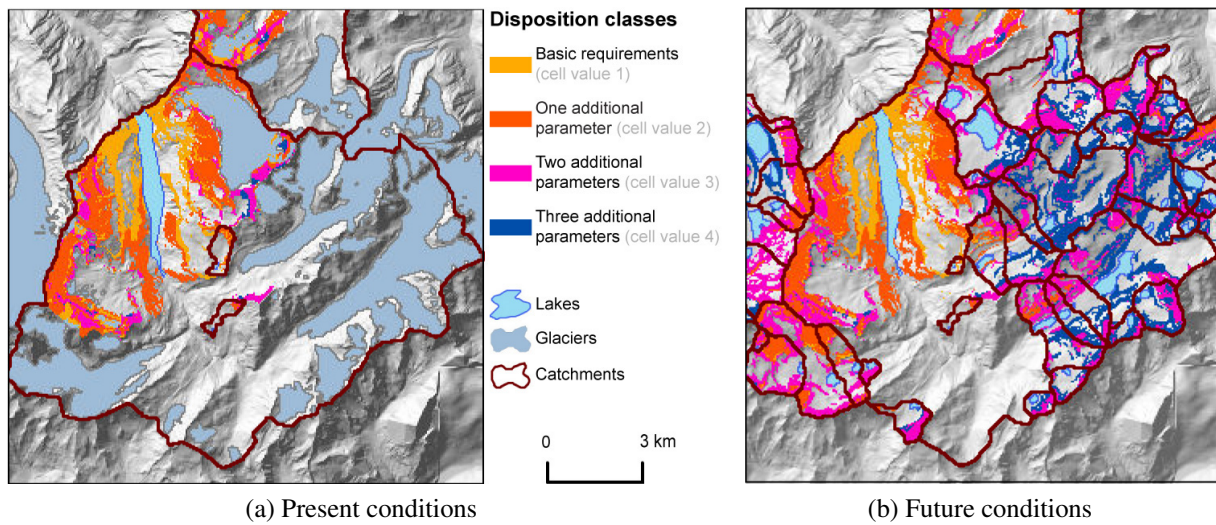 Disposition classes
Basic requirements
(cell value 1)
One additional
parameter (cell value 2)
Two additional
parameters (cell value 3)
Three additional
parameters (cell value 4)
Lakes
Glaciers
Catchments
0 3 km
(a) Present conditions
(b) Future conditions